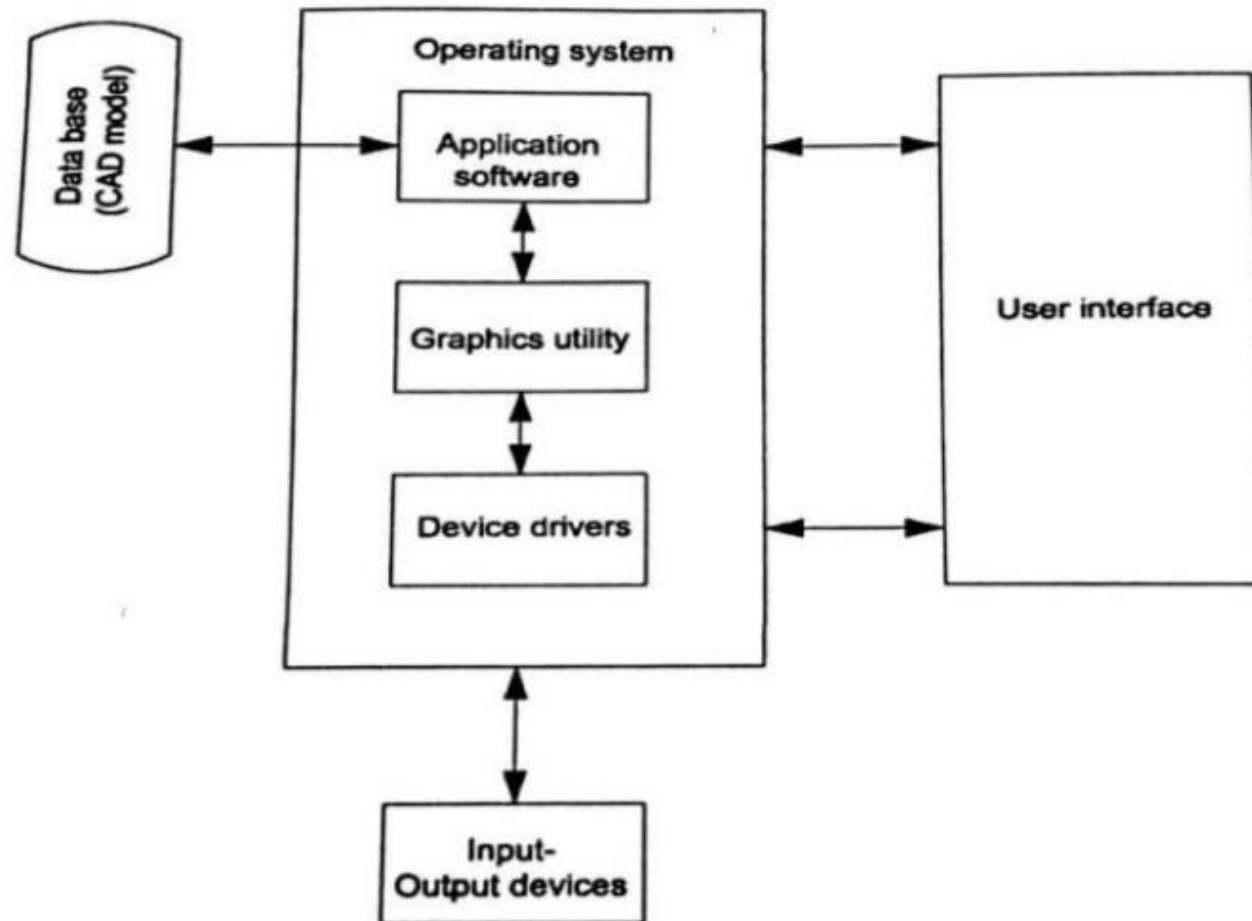 Operating system
Data base
(CAD model)
Application
software
Graphics utility
User interface
Device drivers
Input-
Output devices